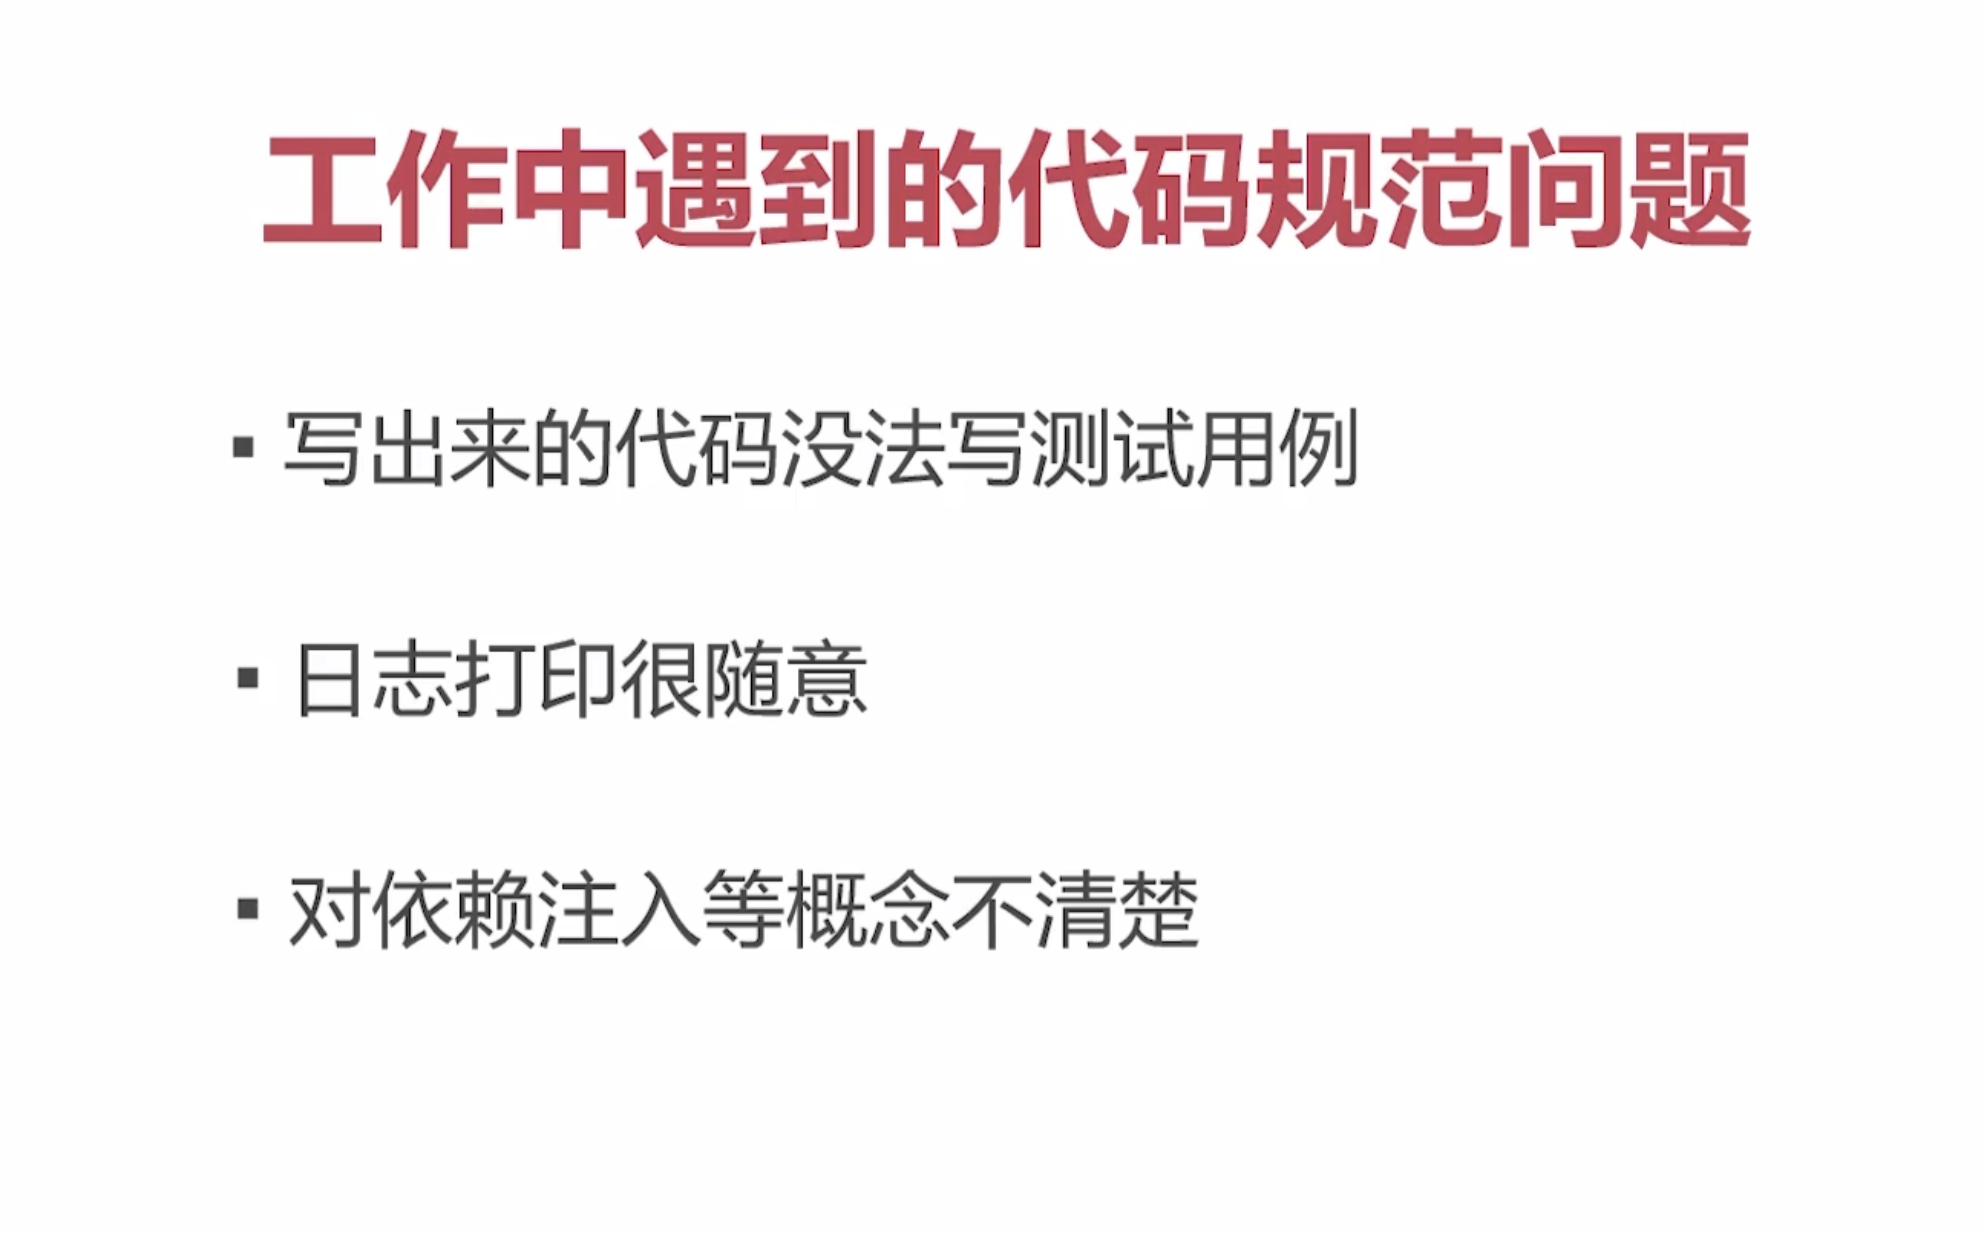 工作中遇到的代码规范问题
▪ 写出来的代码没法写测试用例
▪ 日志打印很随意
▪ 对依赖注入等概念不清楚